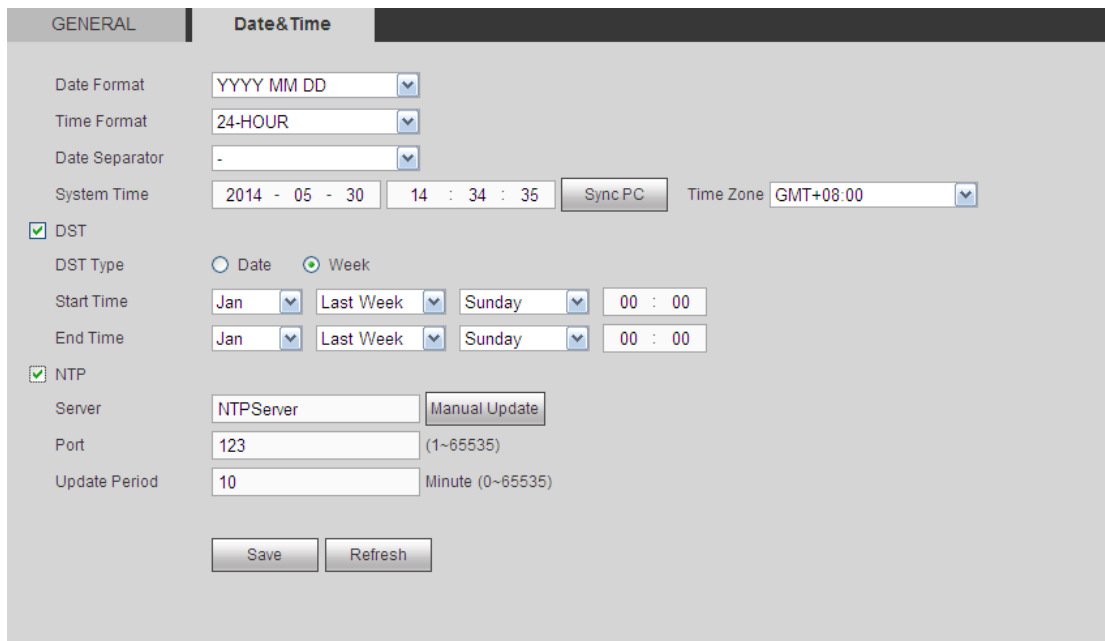 GENERAL Date&Time
Date Format YYYY MM DD
Time Format 24-HOUR
Date Separator -
System Time 2014 - 05 - 30 14 : 34 : 35 Sync PC Time Zone GMT+08:00
DST
DST Type Date Week
Start Time Jan Last Week Sunday 00 : 00
End Time Jan Last Week Sunday 00 : 00
NTP
Server NTPServer Manual Update
Port 123 (1~65535)
Update Period 10 Minute (0~65535)
Save Refresh